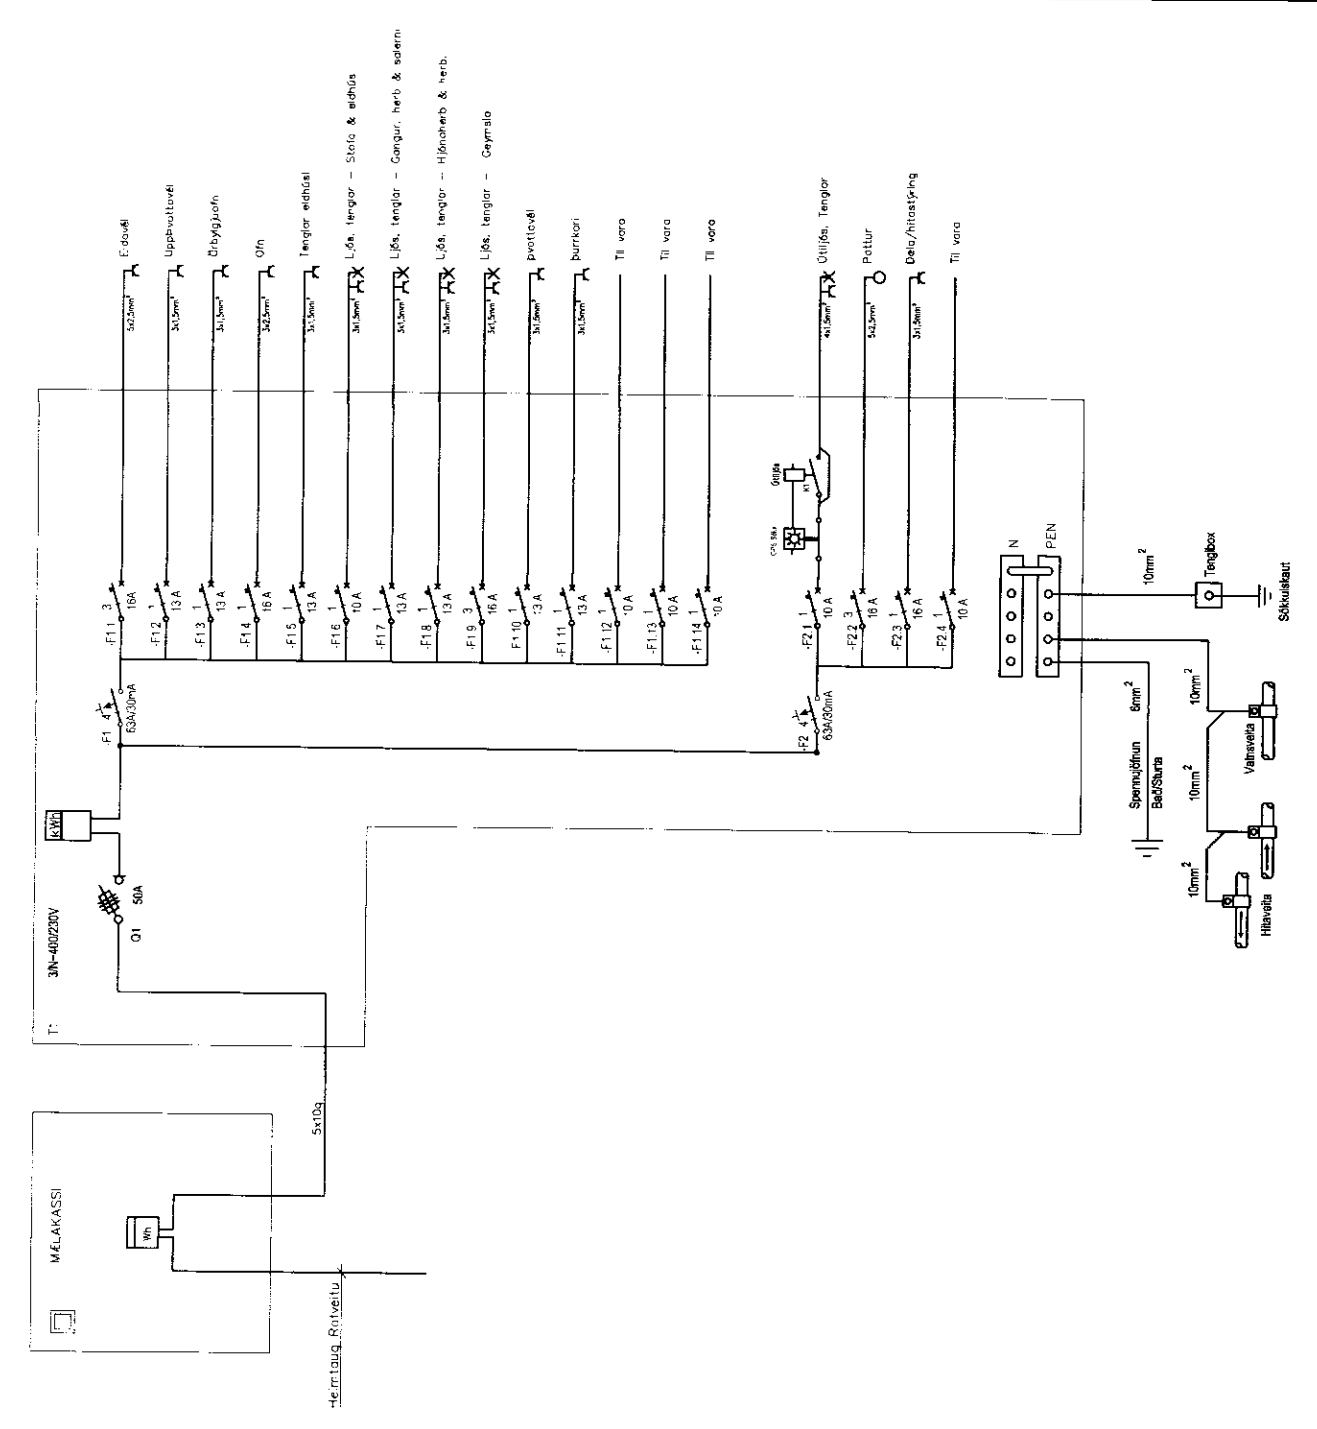 MÆLAKASSI
Wh
Heimtaug Rafveitu
5x10q
T1
3/N~400/230V
Q1
50A
kWh
-F1
4
63A/30mA
-F1.1
3
16A
5x2,5mm²
Eldavél
-F1.2
1
13 A
3x1,5mm²
Uppþvottavél
-F1.3
1
13 A
3x1,5mm²
Örbylgjuofn
-F1.4
1
16 A
3x2,5mm²
Ofn
-F1.5
1
13 A
3x1,5mm²
Tenglar eldhúsi
-F1.6
1
10 A
3x1,5mm²
Ljós, tenglar - Stofa & eldhús
-F1.7
1
13 A
3x1,5mm²
Ljós, tenglar - Gangur, herb & salerni
-F1.8
1
13 A
3x1,5mm²
Ljós, tenglar - Hjónaherb & herb.
-F1.9
3
16 A
3x1,5mm²
Ljós, tenglar - Geymsla
-F1.10
1
13 A
3x1,5mm²
Þvottavél
-F1.11
1
13 A
3x1,5mm²
Þurrkari
-F1.12
1
10 A
Til vara
-F1.13
1
10 A
Til vara
-F1.14
1
10 A
Til vara
-F2
4
63A/30mA
-F2.1
1
10 A
Útiljós
K1
4x1,5mm²
Útiljós, Tenglar
-F2.2
3
16 A
5x2,5mm²
Pottur
-F2.3
1
16 A
3x1,5mm²
Dela/hitastýring
-F2.4
1
10 A
Til vara
N
PEN
10mm²
Tengibox
Sökkulskaut
6mm²
Spennujöfnun
Bað/Sturta
10mm²
Vatnsveita
10mm²
10mm²
Hitaveita